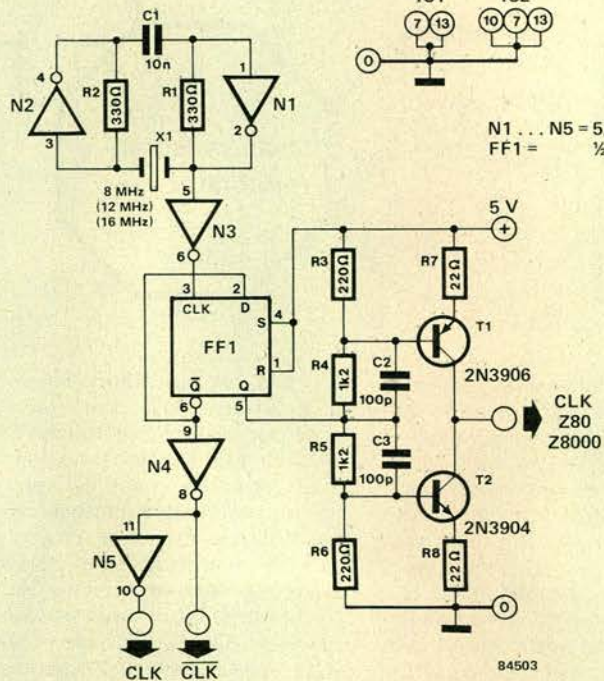 C1
10n
4
N2
3
R2
330Ω
R1
330Ω
1
N1
2
X1
8 MHz
(12 MHz)
(16 MHz)
5
N3
6
3
2
CLK
D
S
4
FF1
R
1
Q̅
Q
6
5
9
N4
8
11
N5
10
CLK
C̅L̅K̅
7
13
10
7
13
0
N1 . . . N5 = 5
FF1 =
½
5 V
+
R3
220Ω
R7
22Ω
T1
2N3906
R4
1k2
C2
100p
CLK
Z80
Z8000
R5
1k2
C3
100p
T2
2N3904
R6
220Ω
R8
22Ω
0
84503